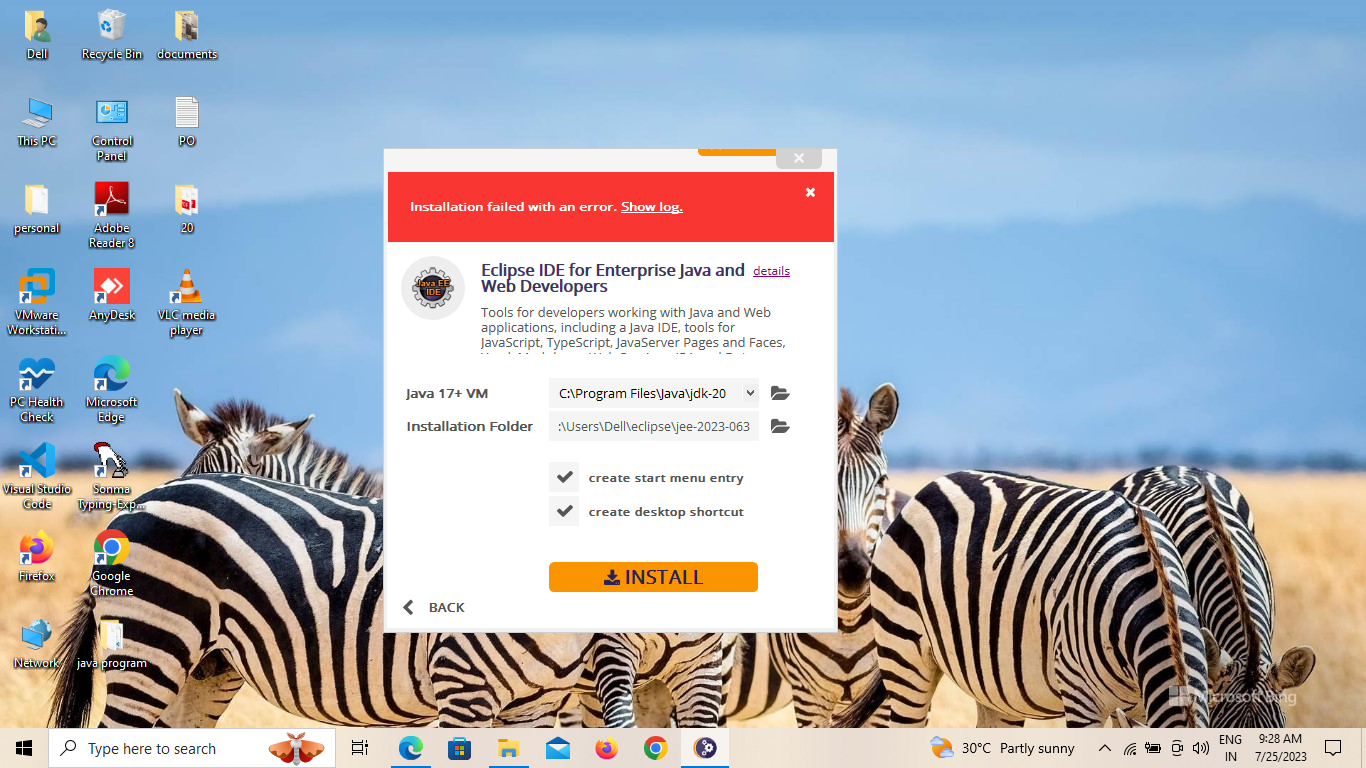 Dell
Recycle Bin
documents
This PC
Control
Panel
PO
personal
Adobe
Reader 8
20
VMware
Workstati...
AnyDesk
VLC media
player
PC Health
Check
Microsoft
Edge
Visual Studio
Code
Sonma
Typing-Exp...
Firefox
Google
Chrome
Network
java program
Installation failed with an error. Show log.
Java EE
IDE
Eclipse IDE for Enterprise Java and
Web Developers
details
Tools for developers working with Java and Web
applications, including a Java IDE, tools for
JavaScript, TypeScript, JavaServer Pages and Faces,
Java 17+ VM
C:\Program Files\Java\jdk-20
Installation Folder
:\Users\Dell\eclipse\jee-2023-063
create start menu entry
create desktop shortcut
INSTALL
BACK
Microsoft Bing
Type here to search
30°C Partly sunny
ENG
IN
9:28 AM
7/25/2023